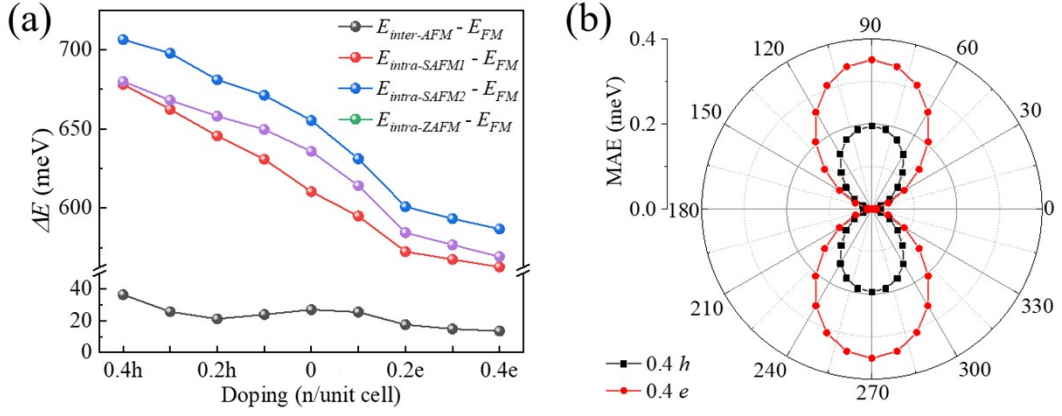 (a)
E_inter-AFM - E_FM
E_intra-SAFM1 - E_FM
E_intra-SAFM2 - E_FM
E_intra-ZAFM - E_FM
ΔE (meV)
700
650
600
40
20
0
0.4h 0.2h 0 0.2e 0.4e
Doping (n/unit cell)
(b)
MAE (meV)
0.4
0.2
0.0
90
120 60
150 30
180 0
210 330
240 300
270
0.4 h
0.4 e